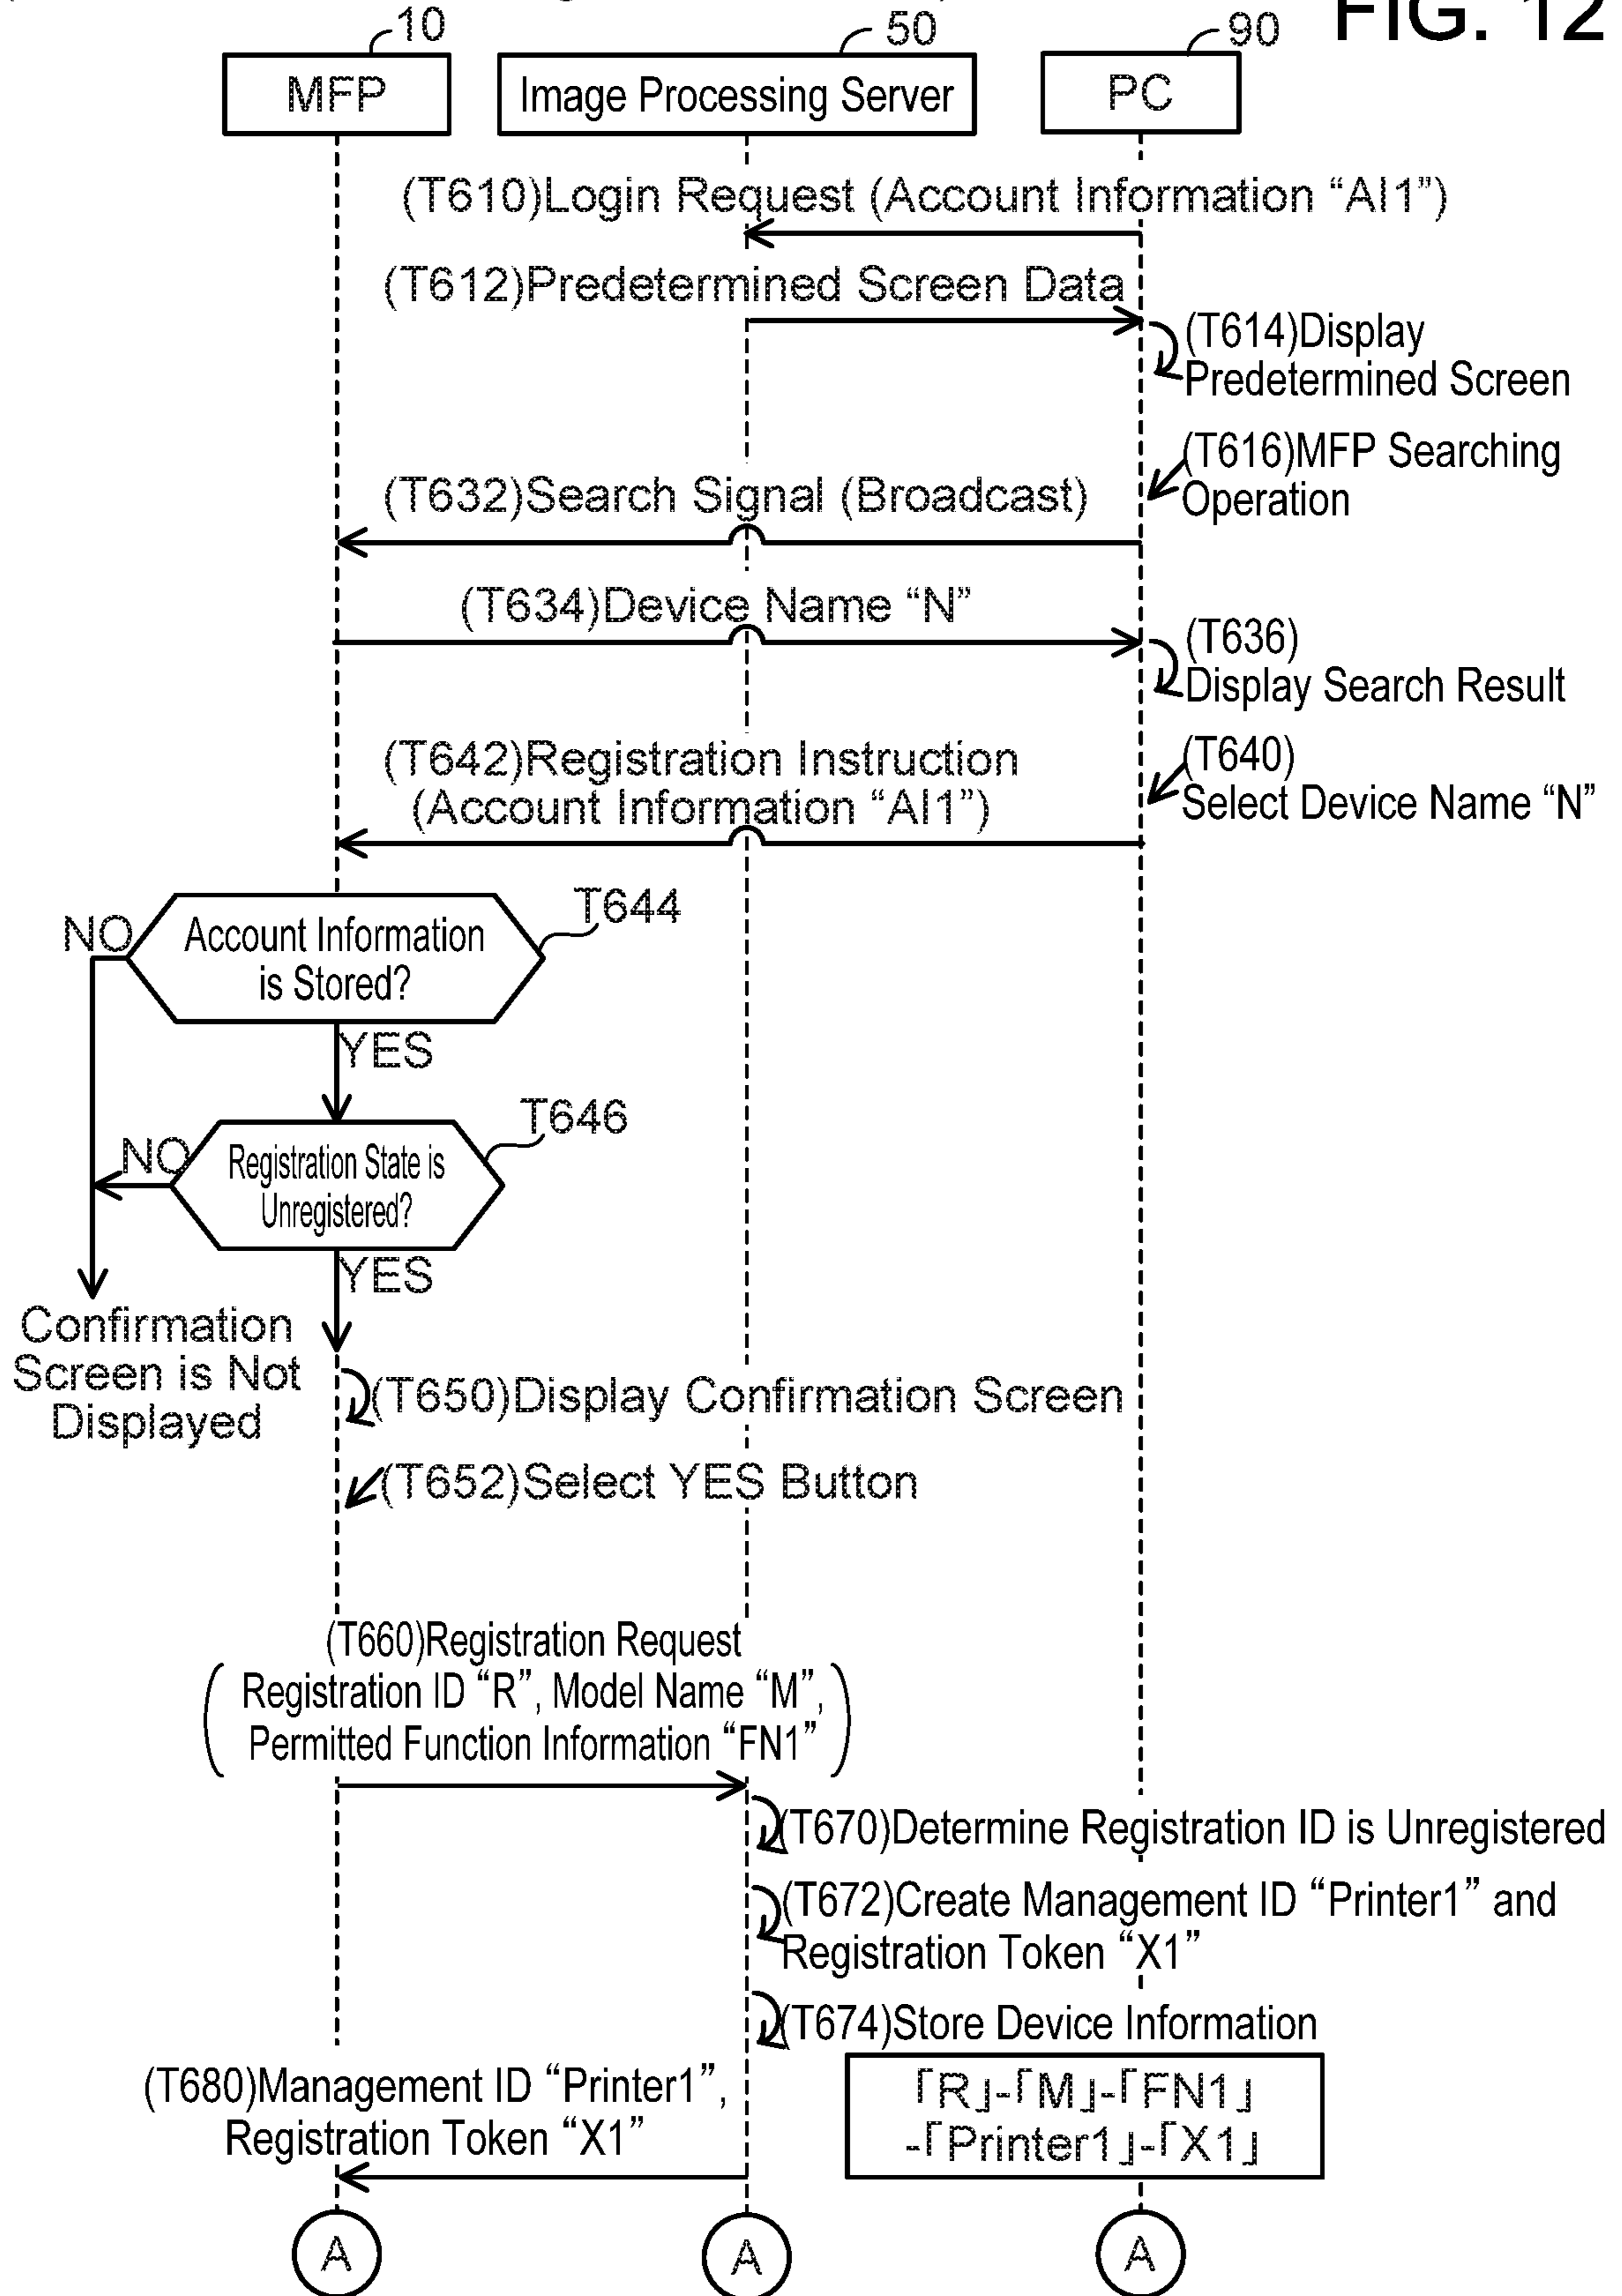 FIG. 12
10
50
90
MFP
Image Processing Server
PC
(T610)Login Request (Account Information “AI1”)
(T612)Predetermined Screen Data
(T614)Display
Predetermined Screen
(T616)MFP Searching
Operation
(T632)Search Signal (Broadcast)
(T634)Device Name “N”
(T636)
Display Search Result
(T640)
Select Device Name “N”
(T642)Registration Instruction
(Account Information “AI1”)
T644
NO
Account Information
is Stored?
YES
T646
NO
Registration State is
Unregistered?
YES
Confirmation
Screen is Not
Displayed
(T650)Display Confirmation Screen
(T652)Select YES Button
(T660)Registration Request
Registration ID “R”, Model Name “M”,
Permitted Function Information “FN1”
(T670)Determine Registration ID is Unregistered
(T672)Create Management ID “Printer1” and
Registration Token “X1”
(T674)Store Device Information
「R」-「M」-「FN1」
-「Printer1」-「X1」
(T680)Management ID “Printer1”,
Registration Token “X1”
A
A
A